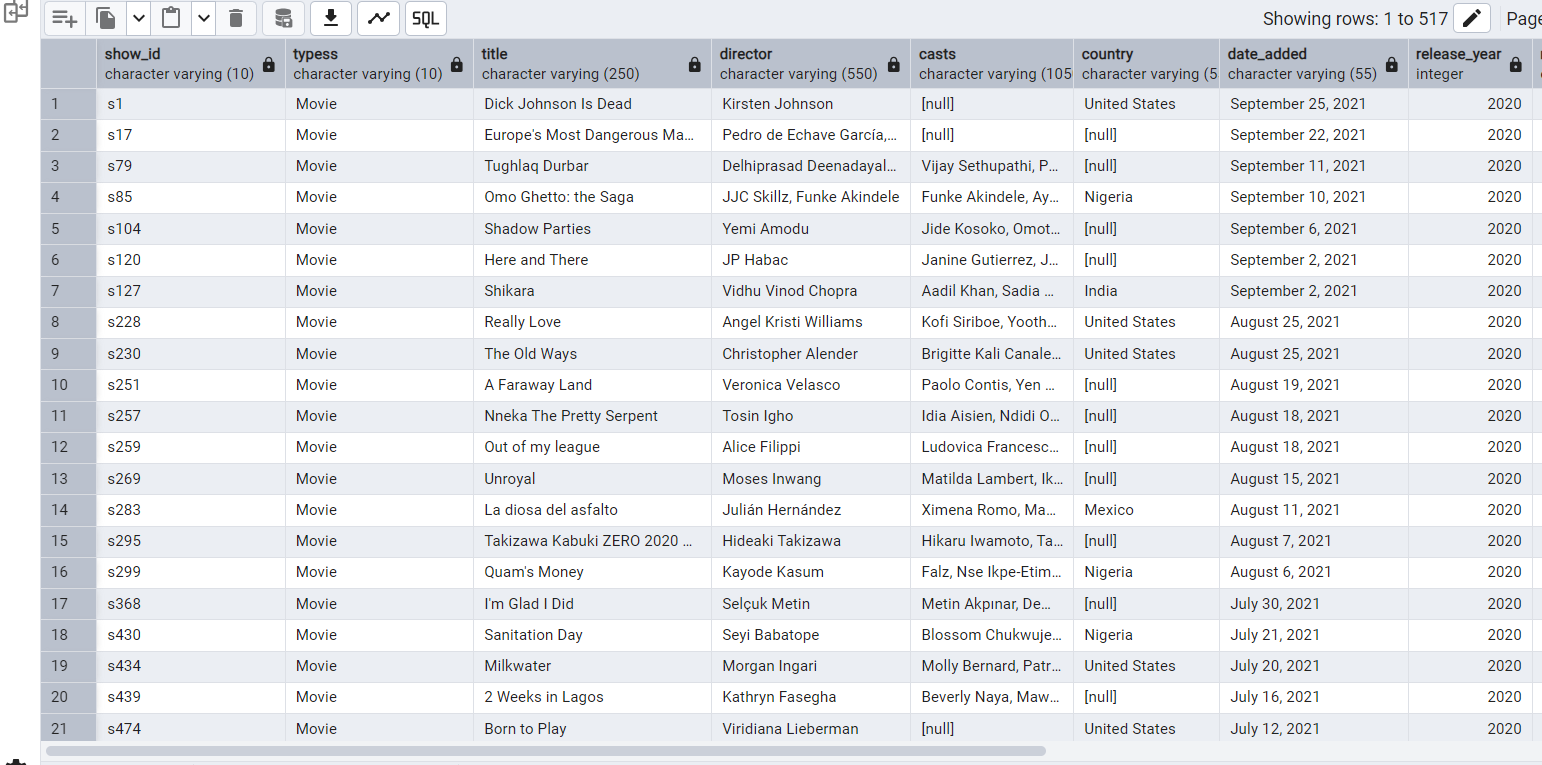 SQL Showing rows: 1 to 517 Page
show_id typess title director casts country date_added release_year
character varying (10) character varying (10) character varying (250) character varying (550) character varying (105 character varying (5 character varying (55) integer
1 s1 Movie Dick Johnson Is Dead Kirsten Johnson [null] United States September 25, 2021 2020
2 s17 Movie Europe's Most Dangerous Ma... Pedro de Echave García,... [null] [null] September 22, 2021 2020
3 s79 Movie Tughlaq Durbar Delhiprasad Deenadayal... Vijay Sethupathi, P... [null] September 11, 2021 2020
4 s85 Movie Omo Ghetto: the Saga JJC Skillz, Funke Akindele Funke Akindele, Ay... Nigeria September 10, 2021 2020
5 s104 Movie Shadow Parties Yemi Amodu Jide Kosoko, Omot... [null] September 6, 2021 2020
6 s120 Movie Here and There JP Habac Janine Gutierrez, J... [null] September 2, 2021 2020
7 s127 Movie Shikara Vidhu Vinod Chopra Aadil Khan, Sadia ... India September 2, 2021 2020
8 s228 Movie Really Love Angel Kristi Williams Kofi Siriboe, Yooth... United States August 25, 2021 2020
9 s230 Movie The Old Ways Christopher Alender Brigitte Kali Canale... United States August 25, 2021 2020
10 s251 Movie A Faraway Land Veronica Velasco Paolo Contis, Yen ... [null] August 19, 2021 2020
11 s257 Movie Nneka The Pretty Serpent Tosin Igho Idia Aisien, Ndidi O... [null] August 18, 2021 2020
12 s259 Movie Out of my league Alice Filippi Ludovica Francesc... [null] August 18, 2021 2020
13 s269 Movie Unroyal Moses Inwang Matilda Lambert, Ik... [null] August 15, 2021 2020
14 s283 Movie La diosa del asfalto Julián Hernández Ximena Romo, Ma... Mexico August 11, 2021 2020
15 s295 Movie Takizawa Kabuki ZERO 2020 ... Hideaki Takizawa Hikaru Iwamoto, Ta... [null] August 7, 2021 2020
16 s299 Movie Quam's Money Kayode Kasum Falz, Nse Ikpe-Etim... Nigeria August 6, 2021 2020
17 s368 Movie I'm Glad I Did Selçuk Metin Metin Akpınar, De... [null] July 30, 2021 2020
18 s430 Movie Sanitation Day Seyi Babatope Blossom Chukwuje... Nigeria July 21, 2021 2020
19 s434 Movie Milkwater Morgan Ingari Molly Bernard, Patr... United States July 20, 2021 2020
20 s439 Movie 2 Weeks in Lagos Kathryn Fasegha Beverly Naya, Maw... [null] July 16, 2021 2020
21 s474 Movie Born to Play Viridiana Lieberman [null] United States July 12, 2021 2020